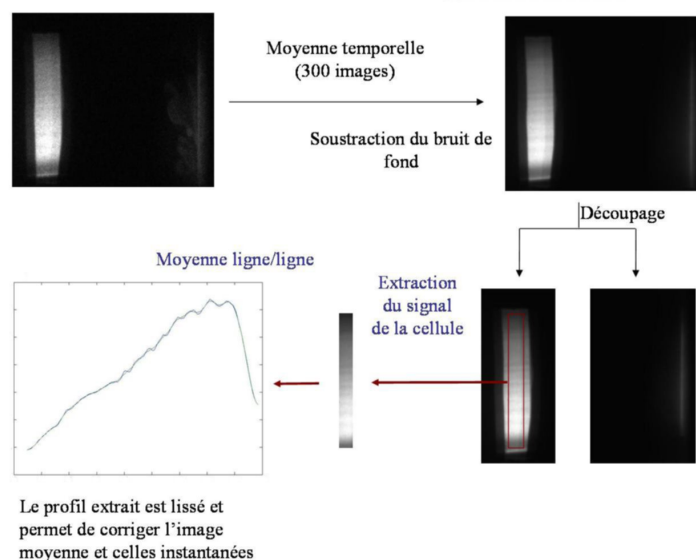 Moyenne temporelle
(300 images)
Soustraction du bruit de
fond
Découpage
Moyenne ligne/ligne
Extraction
du signal
de la cellule
Le profil extrait est lissé et
permet de corriger l’image
moyenne et celles instantanées